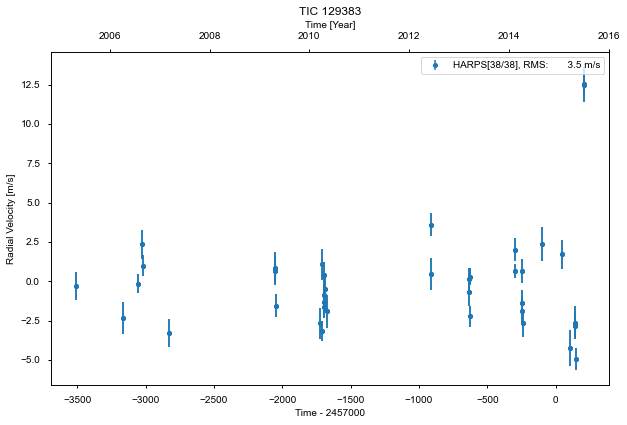 TIC 129383
Time [Year]
2006 2008 2010 2012 2014 2016
HARPS[38/38], RMS: 3.5 m/s
12.5
10.0
7.5
5.0
2.5
0.0
−2.5
−5.0
Radial Velocity [m/s]
−3500 −3000 −2500 −2000 −1500 −1000 −500 0
Time - 2457000